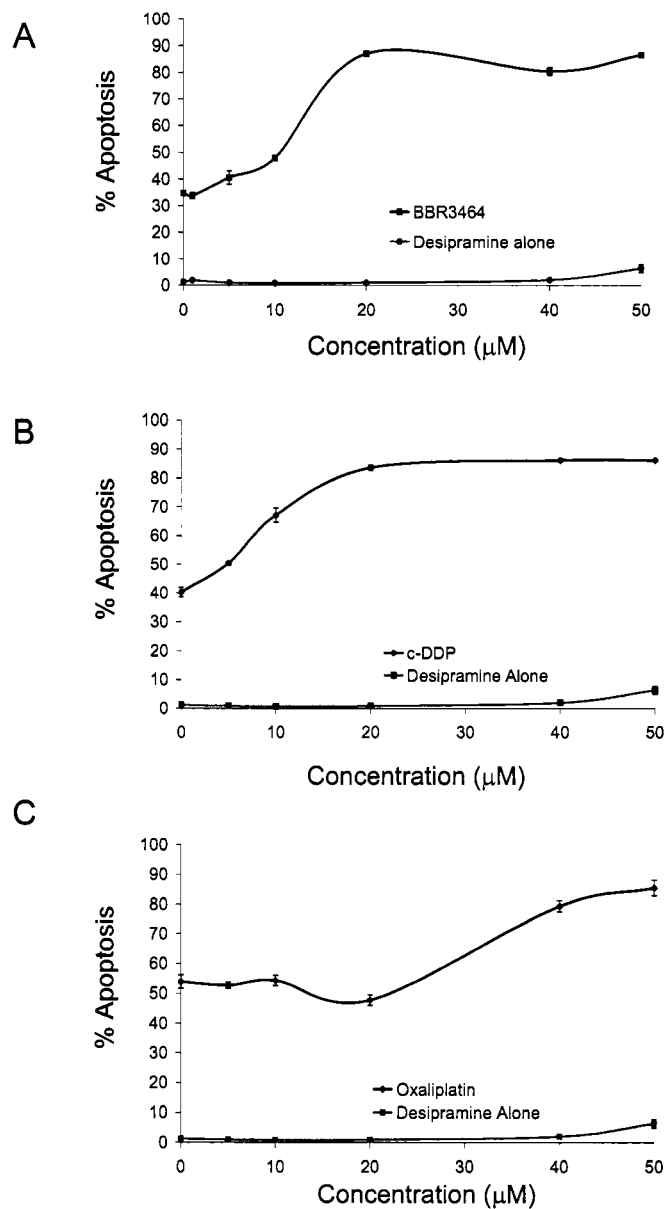 A
% Apoptosis
100
90
80
70
60
50
40
30
20
10
0
BBR3464
Desipramine alone
0 10 20 30 40 50
Concentration (μM)
B
% Apoptosis
100
90
80
70
60
50
40
30
20
10
0
c-DDP
Desipramine Alone
0 10 20 30 40 50
Concentration (μM)
C
% Apoptosis
100
90
80
70
60
50
40
30
20
10
0
Oxaliplatin
Desipramine Alone
0 10 20 30 40 50
Concentration (μM)